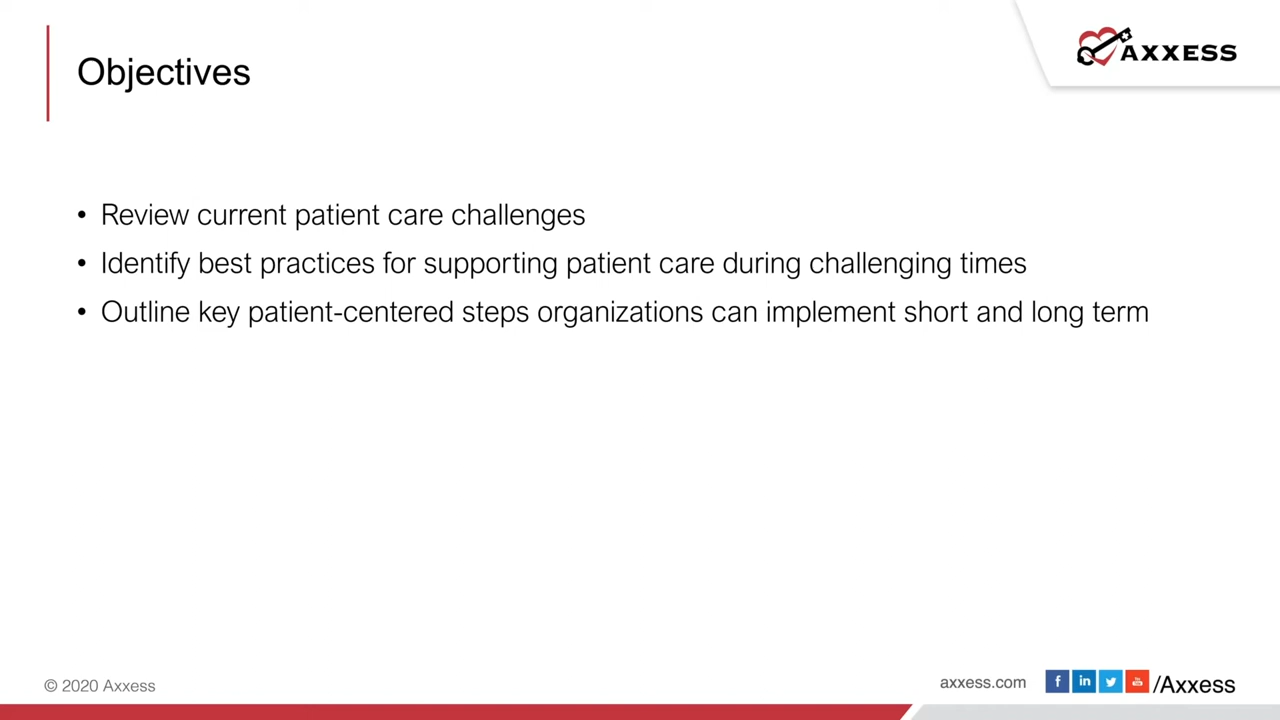 Objectives
AXXESS
• Review current patient care challenges
• Identify best practices for supporting patient care during challenging times
• Outline key patient-centered steps organizations can implement short and long term
© 2020 Axxess
axxess.com
/Axxess